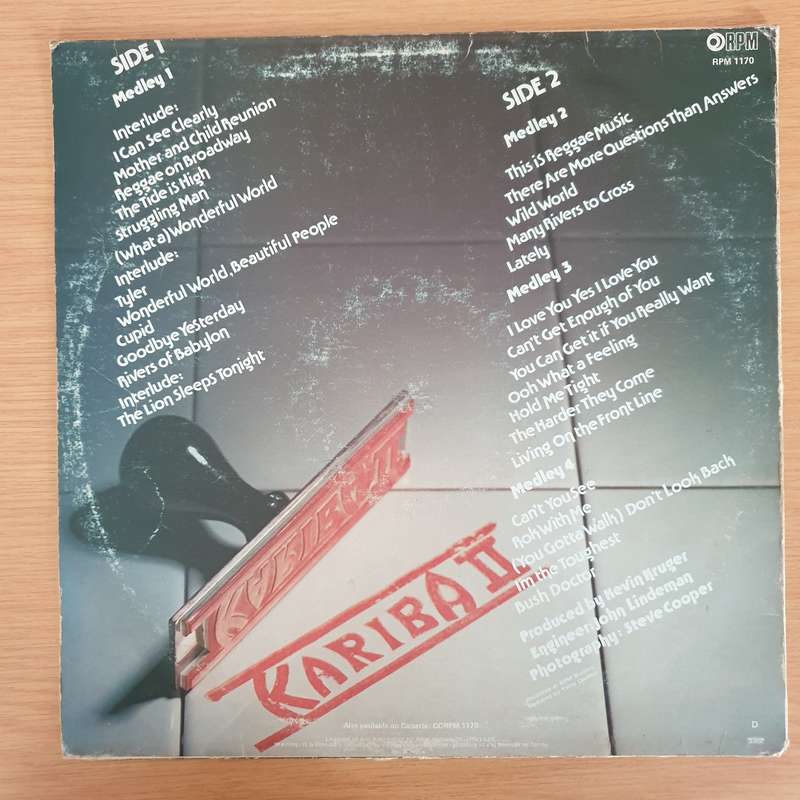 SIDE 1
Medley 1
Interlude:
I Can See Clearly
Mother and Child Reunion
Reggae on Broadway
The Tide is High
Struggling Man
(What a) Wonderful World
Interlude:
Tyler
Wonderful World, Beautiful People
Cupid
Goodbye Yesterday
Rivers of Babylon
Interlude:
The Lion Sleeps Tonight
RPM
RPM 1170
SIDE 2
Medley 2
This is Reggae Music
There Are More Questions Than Answers
Wild World
Many Rivers to Cross
Lately
Medley 3
I Love You Yes I Love You
Can't Get Enough of You
You Can Get it if You Really Want
Ooh What a Feeling
Hold Me Tight
The Harder They Come
Living On the Front Line
Medley 4
Can't You See
Rok With Me
(You Gotta Walk) Don't Look Back
Im the Toughest
Bush Doctor
Produced by Kevin Kruger
Engineer: John Lindeman
Photography: Steve Cooper
KARIBA II
KARIBA II
Also available on Cassette: CCRPM 1170
D